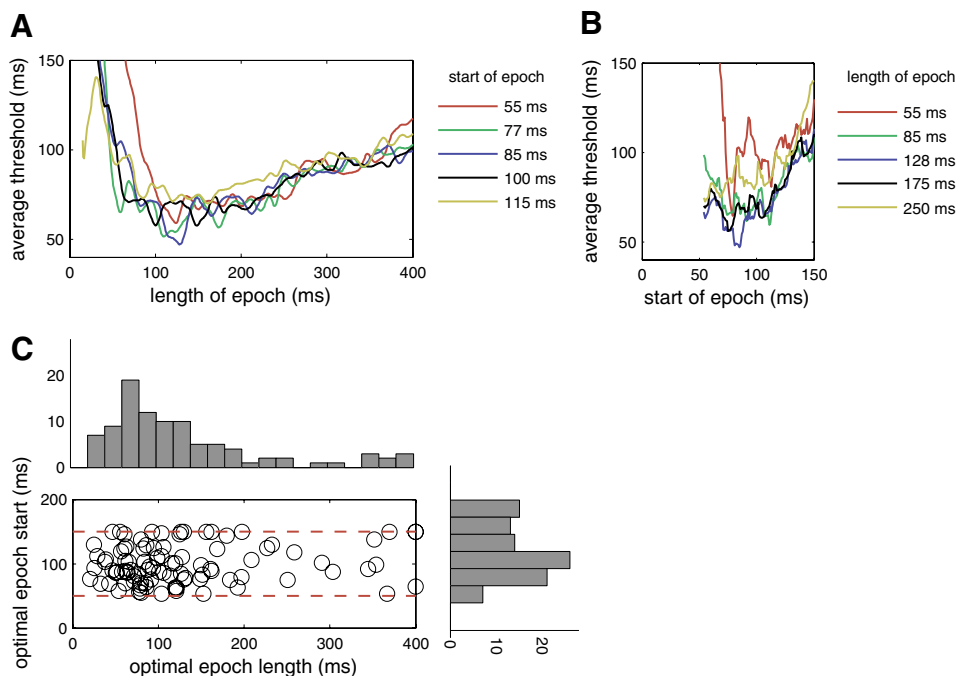 A
150
100
50
0
100
200
300
400
average threshold (ms)
length of epoch (ms)
start of epoch
55 ms
77 ms
85 ms
100 ms
115 ms
B
150
100
50
0
50
100
150
average threshold (ms)
start of epoch (ms)
length of epoch
55 ms
85 ms
128 ms
175 ms
250 ms
C
20
10
0
200
100
0
0
100
200
300
400
optimal epoch start (ms)
optimal epoch length (ms)
0
10
20